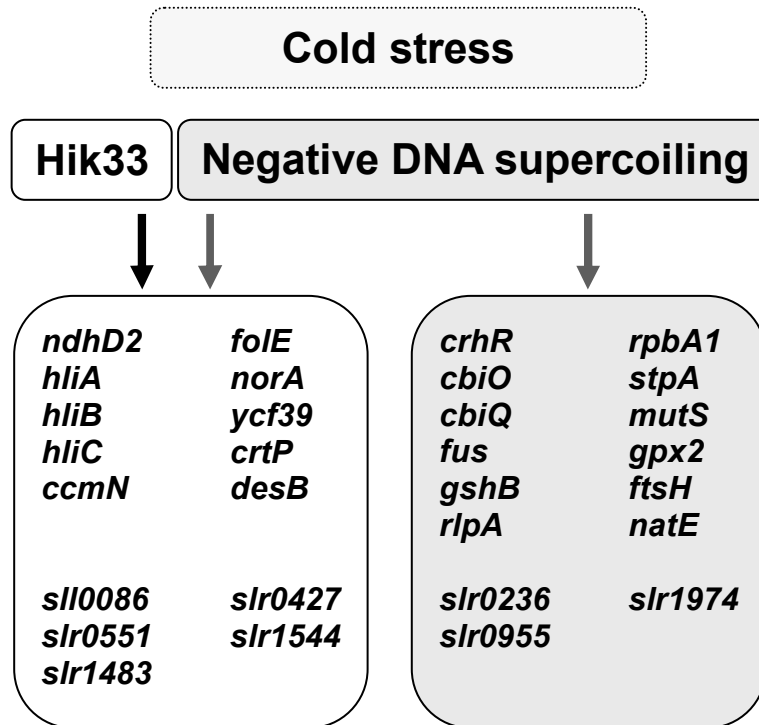 Cold stress
Hik33
Negative DNA supercoiling
ndhD2 folE
hliA norA
hliB ycf39
hliC crtP
ccmN desB
sll0086 slr0427
slr0551 slr1544
slr1483
crhR rpbA1
cbiO stpA
cbiQ mutS
fus gpx2
gshB ftsH
rlpA natE
slr0236 slr1974
slr0955